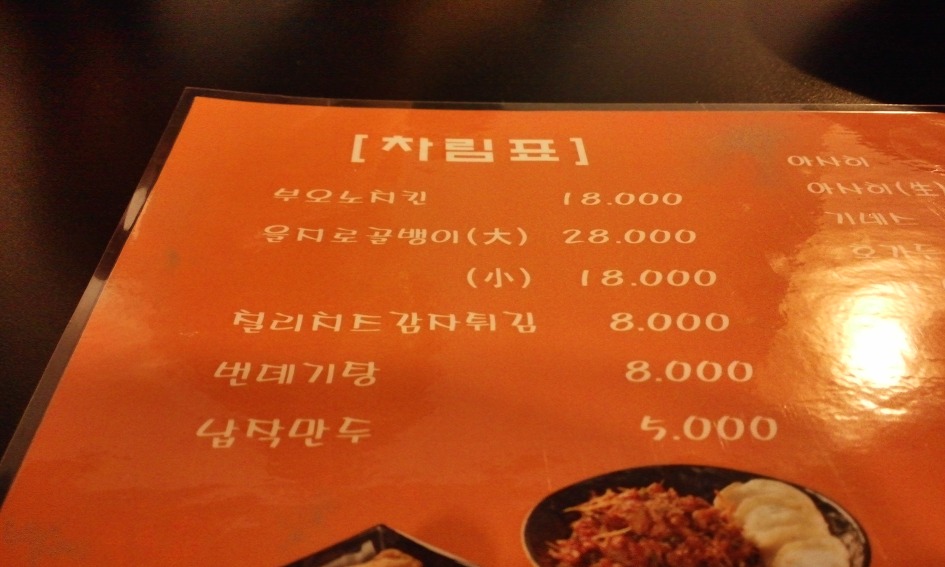 [차림표]
부오노치킨 18.000
을지로골뱅이(大) 28.000
(小) 18.000
칠리치즈감자튀김 8.000
번데기탕 8.000
납작만두 5.000
아사히
아사히(生)
기네스